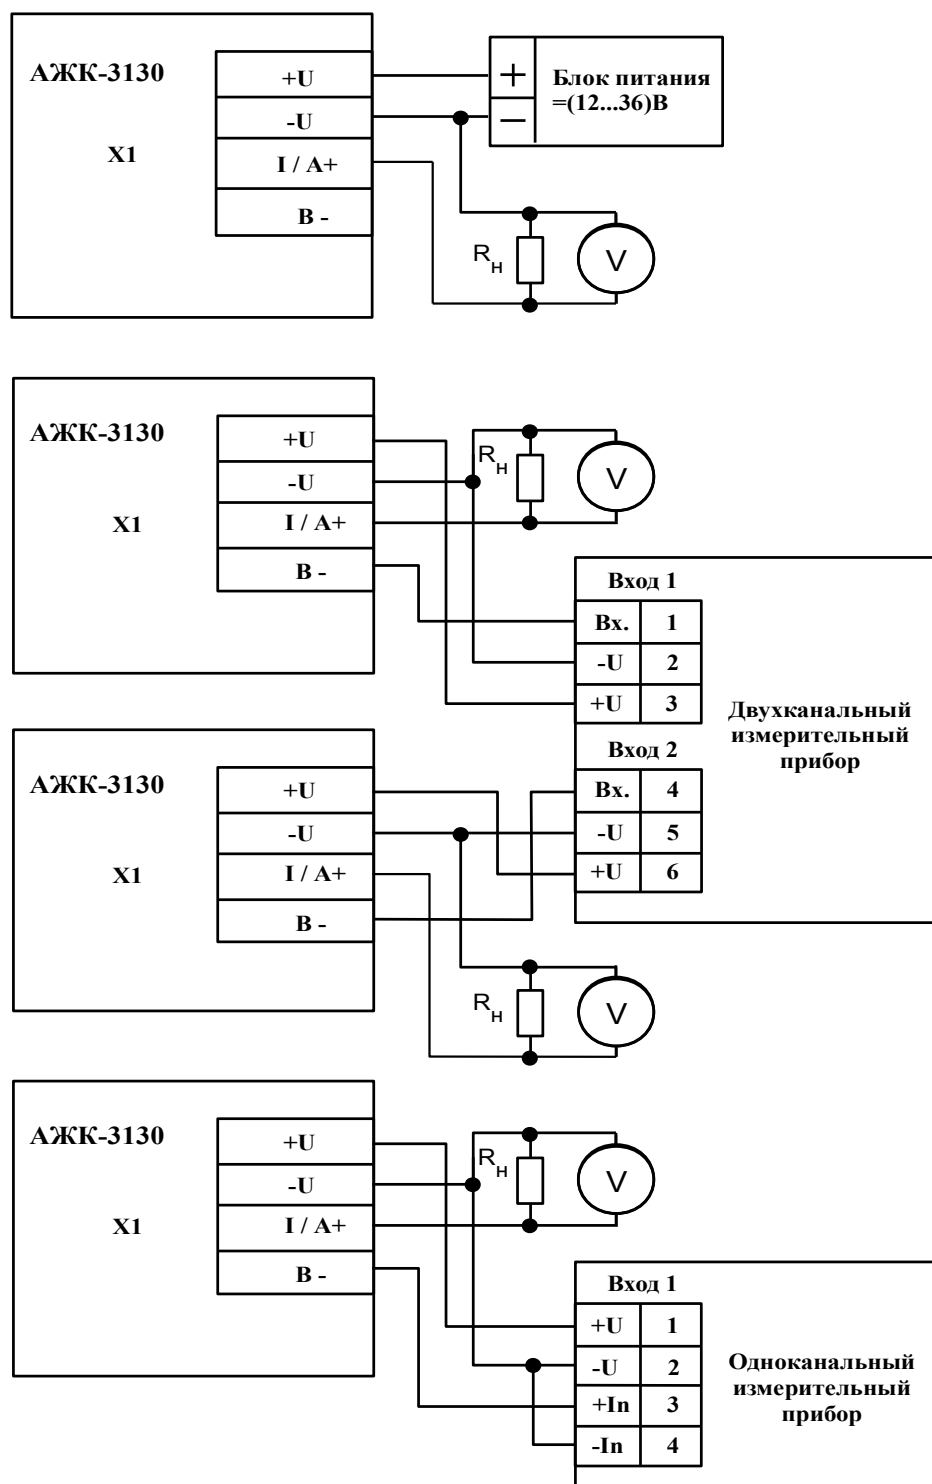 АЖК-3130
X1
+U
-U
I / A+
B -
+
−
Блок питания
=(12...36)В
Rн
V
АЖК-3130
X1
+U
-U
I / A+
B -
Rн
V
АЖК-3130
X1
+U
-U
I / A+
B -
Rн
V
Вход 1
Вх. 1
-U 2
+U 3
Вход 2
Вх. 4
-U 5
+U 6
Двухканальный
измерительный
прибор
АЖК-3130
X1
+U
-U
I / A+
B -
Rн
V
Вход 1
+U 1
-U 2
+In 3
-In 4
Одноканальный
измерительный
прибор